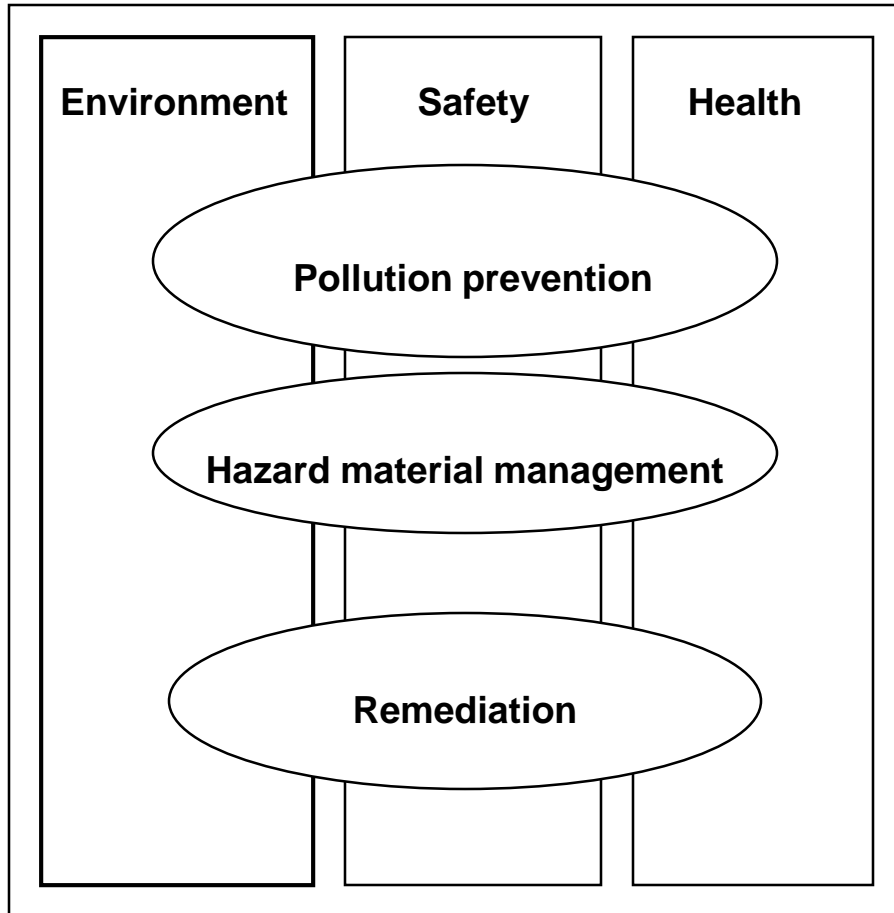 Environment
Safety
Health
Pollution prevention
Hazard material management
Remediation